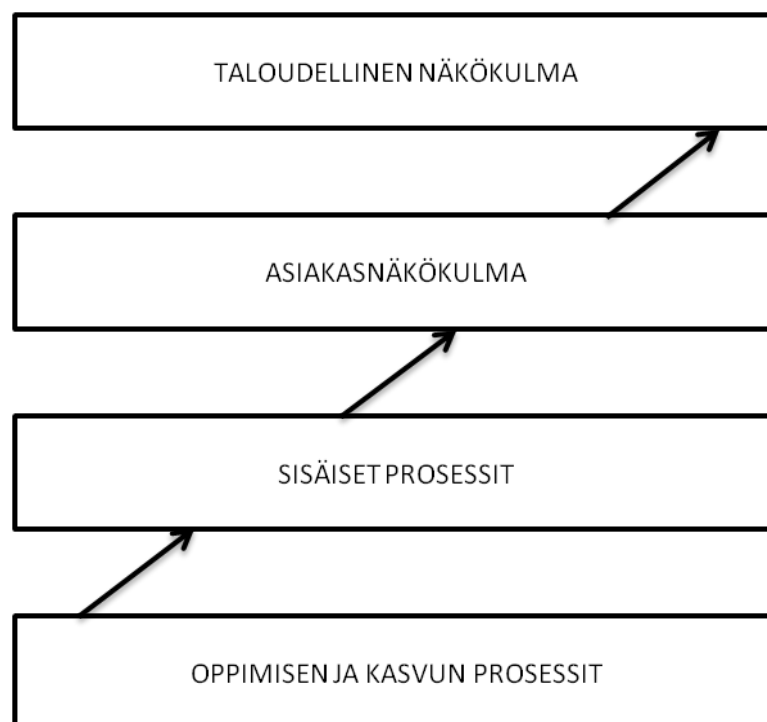 TALOUDELLINEN NÄKÖKULMA
ASIAKASNÄKÖKULMA
SISÄISET PROSESSIT
OPPIMISEN JA KASVUN PROSESSIT